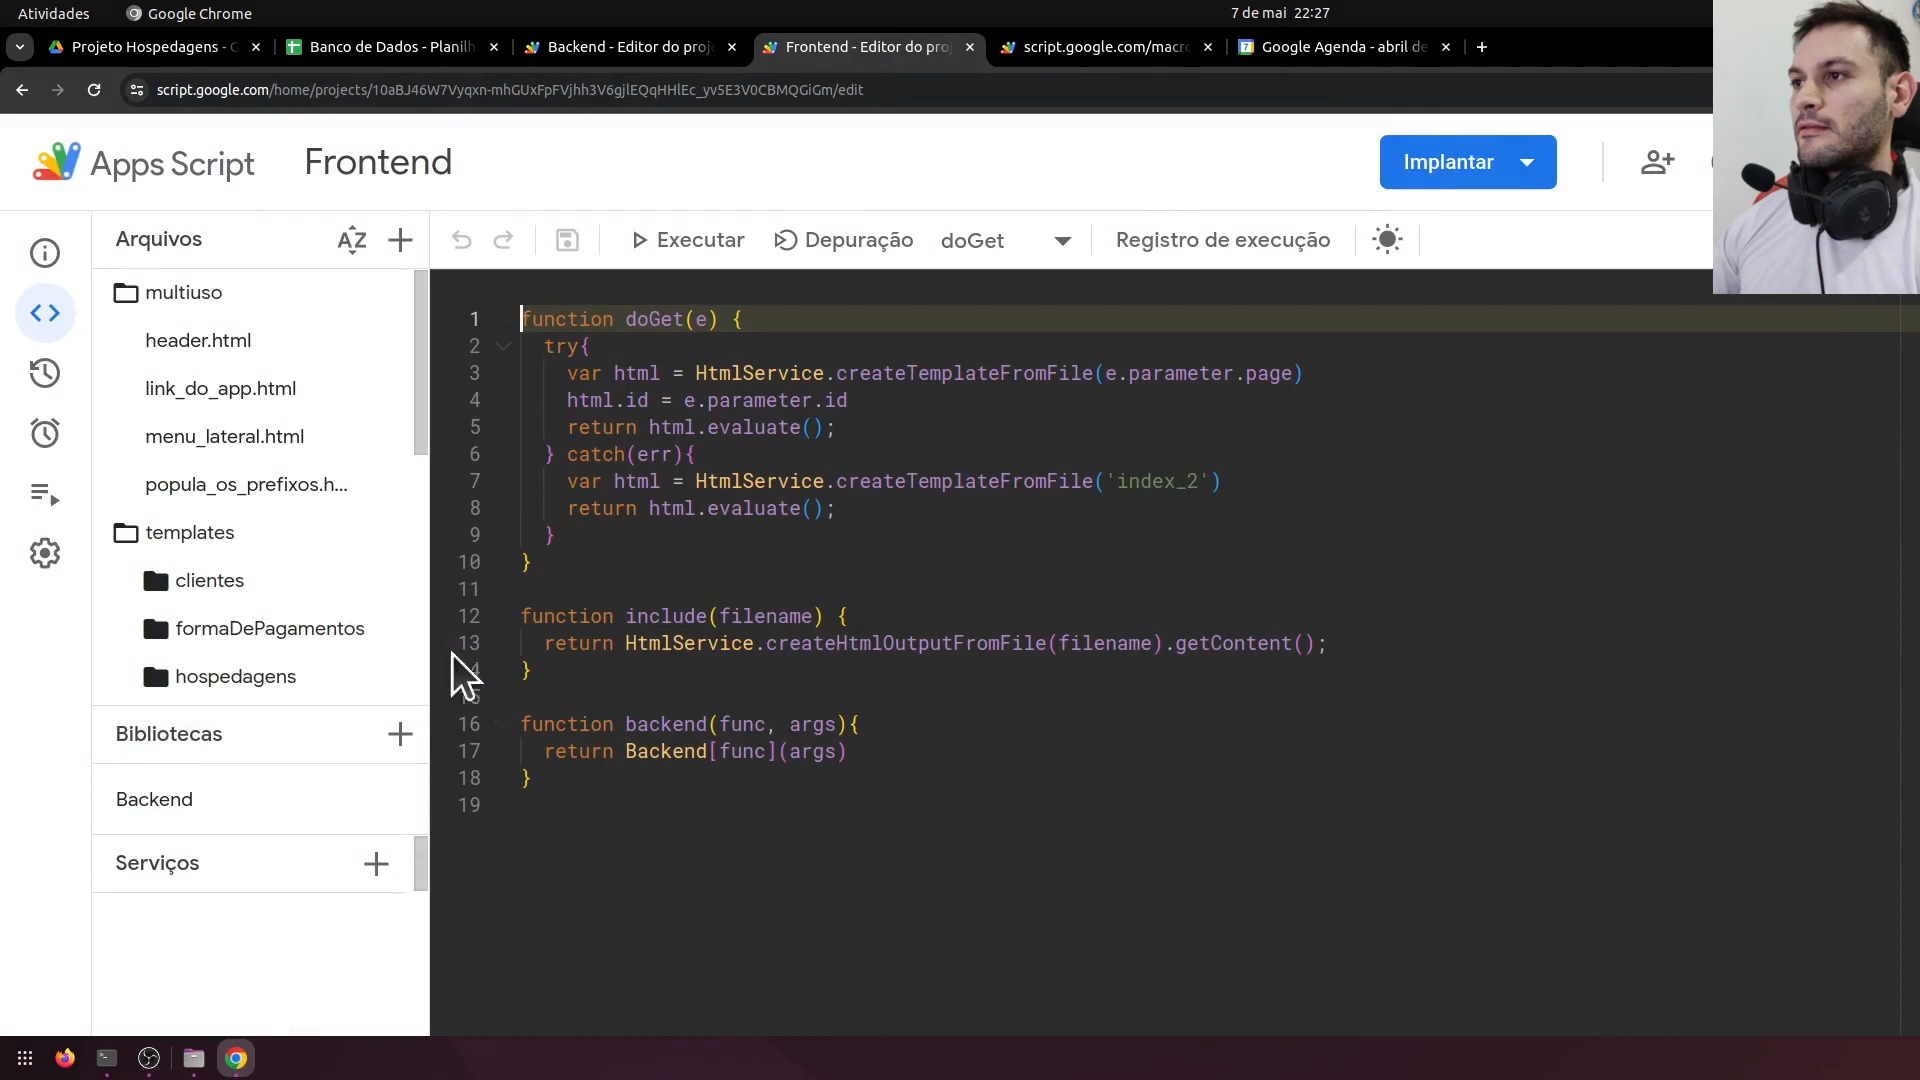 Atividades
Google Chrome
7 de mai 22:27
Projeto Hospedagens - 
Banco de Dados - Planilh
Backend - Editor do proj
Frontend - Editor do proj
script.google.com/macro
Google Agenda - abril de
script.google.com/home/projects/10aBJ46W7Vyqxn-mhGUxFpFVjhh3V6gjlEQqHHlEc_yv5E3V0CBMQGiGm/edit
Apps Script
Frontend
Implantar
Arquivos
AZ
Executar
Depuração
doGet
Registro de execução
multiuso
header.html
link_do_app.html
menu_lateral.html
popula_os_prefixos.h...
templates
clientes
formaDePagamentos
hospedagens
Bibliotecas
Backend
Serviços
1 function doGet(e) {
2 try{
3 var html = HtmlService.createTemplateFromFile(e.parameter.page)
4 html.id = e.parameter.id
5 return html.evaluate();
6 } catch(err){
7 var html = HtmlService.createTemplateFromFile('index_2')
8 return html.evaluate();
9 }
10 }
11
12 function include(filename) {
13 return HtmlService.createHtmlOutputFromFile(filename).getContent();
14 }
15
16 function backend(func, args){
17 return Backend[func](args)
18 }
19